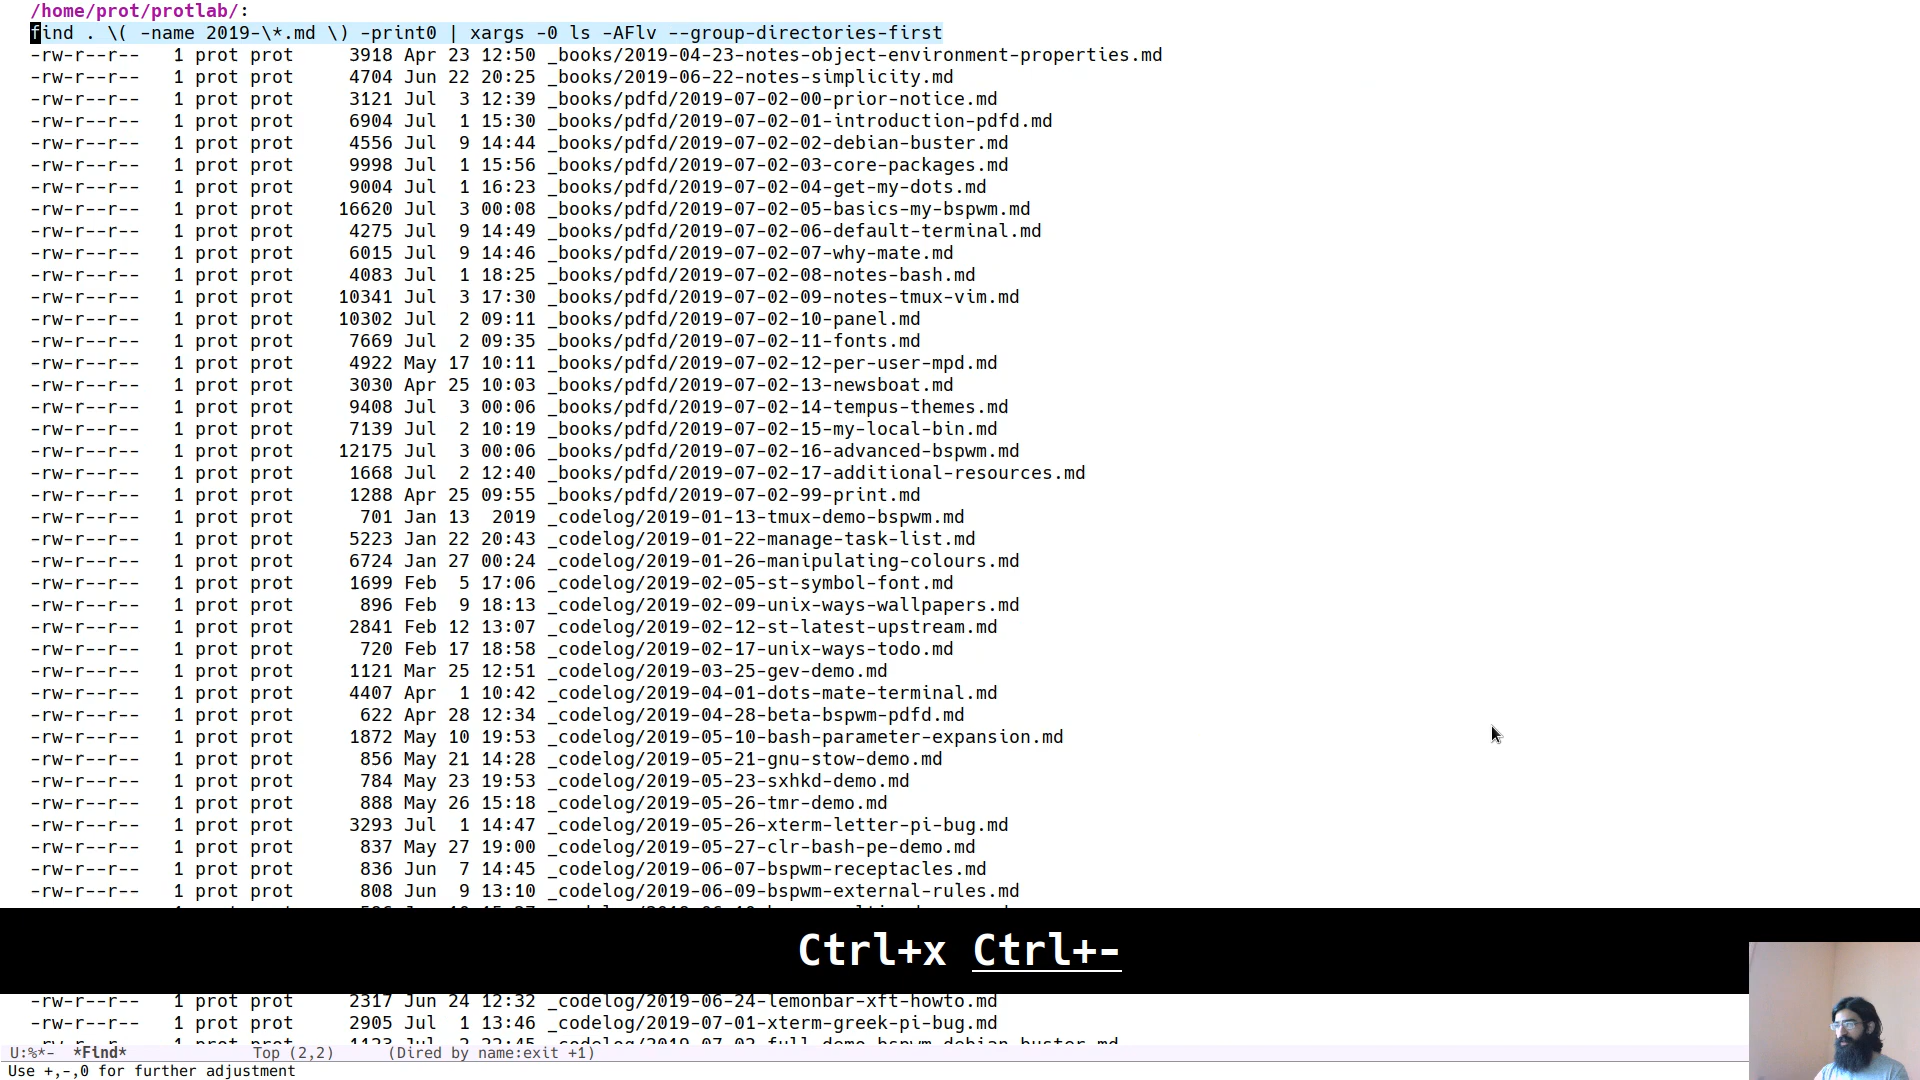 /home/prot/protlab/:
find . \( -name 2019-\*.md \) -print0 | xargs -0 ls -AFlv --group-directories-first
-rw-r--r--   1 prot prot     3918 Apr 23 12:50 _books/2019-04-23-notes-object-environment-properties.md
-rw-r--r--   1 prot prot     4704 Jun 22 20:25 _books/2019-06-22-notes-simplicity.md
-rw-r--r--   1 prot prot     3121 Jul  3 12:39 _books/pdfd/2019-07-02-00-prior-notice.md
-rw-r--r--   1 prot prot     6904 Jul  1 15:30 _books/pdfd/2019-07-02-01-introduction-pdfd.md
-rw-r--r--   1 prot prot     4556 Jul  9 14:44 _books/pdfd/2019-07-02-02-debian-buster.md
-rw-r--r--   1 prot prot     9998 Jul  1 15:56 _books/pdfd/2019-07-02-03-core-packages.md
-rw-r--r--   1 prot prot     9004 Jul  1 16:23 _books/pdfd/2019-07-02-04-get-my-dots.md
-rw-r--r--   1 prot prot    16620 Jul  3 00:08 _books/pdfd/2019-07-02-05-basics-my-bspwm.md
-rw-r--r--   1 prot prot     4275 Jul  9 14:49 _books/pdfd/2019-07-02-06-default-terminal.md
-rw-r--r--   1 prot prot     6015 Jul  9 14:46 _books/pdfd/2019-07-02-07-why-mate.md
-rw-r--r--   1 prot prot     4083 Jul  1 18:25 _books/pdfd/2019-07-02-08-notes-bash.md
-rw-r--r--   1 prot prot    10341 Jul  3 17:30 _books/pdfd/2019-07-02-09-notes-tmux-vim.md
-rw-r--r--   1 prot prot    10302 Jul  2 09:11 _books/pdfd/2019-07-02-10-panel.md
-rw-r--r--   1 prot prot     7669 Jul  2 09:35 _books/pdfd/2019-07-02-11-fonts.md
-rw-r--r--   1 prot prot     4922 May 17 10:11 _books/pdfd/2019-07-02-12-per-user-mpd.md
-rw-r--r--   1 prot prot     3030 Apr 25 10:03 _books/pdfd/2019-07-02-13-newsboat.md
-rw-r--r--   1 prot prot     9408 Jul  3 00:06 _books/pdfd/2019-07-02-14-tempus-themes.md
-rw-r--r--   1 prot prot     7139 Jul  2 10:19 _books/pdfd/2019-07-02-15-my-local-bin.md
-rw-r--r--   1 prot prot    12175 Jul  3 00:06 _books/pdfd/2019-07-02-16-advanced-bspwm.md
-rw-r--r--   1 prot prot     1668 Jul  2 12:40 _books/pdfd/2019-07-02-17-additional-resources.md
-rw-r--r--   1 prot prot     1288 Apr 25 09:55 _books/pdfd/2019-07-02-99-print.md
-rw-r--r--   1 prot prot      701 Jan 13  2019 _codelog/2019-01-13-tmux-demo-bspwm.md
-rw-r--r--   1 prot prot     5223 Jan 22 20:43 _codelog/2019-01-22-manage-task-list.md
-rw-r--r--   1 prot prot     6724 Jan 27 00:24 _codelog/2019-01-26-manipulating-colours.md
-rw-r--r--   1 prot prot     1699 Feb  5 17:06 _codelog/2019-02-05-st-symbol-font.md
-rw-r--r--   1 prot prot      896 Feb  9 18:13 _codelog/2019-02-09-unix-ways-wallpapers.md
-rw-r--r--   1 prot prot     2841 Feb 12 13:07 _codelog/2019-02-12-st-latest-upstream.md
-rw-r--r--   1 prot prot      720 Feb 17 18:58 _codelog/2019-02-17-unix-ways-todo.md
-rw-r--r--   1 prot prot     1121 Mar 25 12:51 _codelog/2019-03-25-gev-demo.md
-rw-r--r--   1 prot prot     4407 Apr  1 10:42 _codelog/2019-04-01-dots-mate-terminal.md
-rw-r--r--   1 prot prot      622 Apr 28 12:34 _codelog/2019-04-28-beta-bspwm-pdfd.md
-rw-r--r--   1 prot prot     1872 May 10 19:53 _codelog/2019-05-10-bash-parameter-expansion.md
-rw-r--r--   1 prot prot      856 May 21 14:28 _codelog/2019-05-21-gnu-stow-demo.md
-rw-r--r--   1 prot prot      784 May 23 19:53 _codelog/2019-05-23-sxhkd-demo.md
-rw-r--r--   1 prot prot      888 May 26 15:18 _codelog/2019-05-26-tmr-demo.md
-rw-r--r--   1 prot prot     3293 Jul  1 14:47 _codelog/2019-05-26-xterm-letter-pi-bug.md
-rw-r--r--   1 prot prot      837 May 27 19:00 _codelog/2019-05-27-clr-bash-pe-demo.md
-rw-r--r--   1 prot prot      836 Jun  7 14:45 _codelog/2019-06-07-bspwm-receptacles.md
-rw-r--r--   1 prot prot      808 Jun  9 13:10 _codelog/2019-06-09-bspwm-external-rules.md
Ctrl+x Ctrl+-
-rw-r--r--   1 prot prot     2317 Jun 24 12:32 _codelog/2019-06-24-lemonbar-xft-howto.md
-rw-r--r--   1 prot prot     2905 Jul  1 13:46 _codelog/2019-07-01-xterm-greek-pi-bug.md
-rw-r--r--   1 prot prot     1123 Jul  2 22:45 _codelog/2019-07-02-full-demo-bspwm-debian-buster.md
U:%*-  *Find*            Top (2,2)     (Dired by name:exit +1)
Use +,-,0 for further adjustment